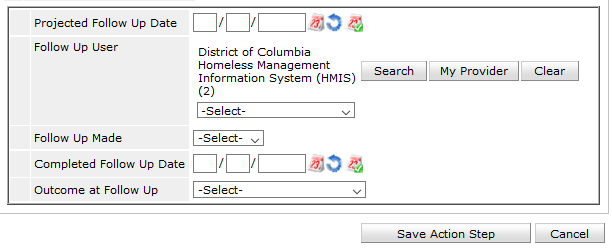 Projected Follow Up Date / /
Follow Up User
District of Columbia
Homeless Management
Information System (HMIS)
(2)
Search My Provider Clear
-Select-
Follow Up Made -Select-
Completed Follow Up Date / /
Outcome at Follow Up -Select-
Save Action Step Cancel